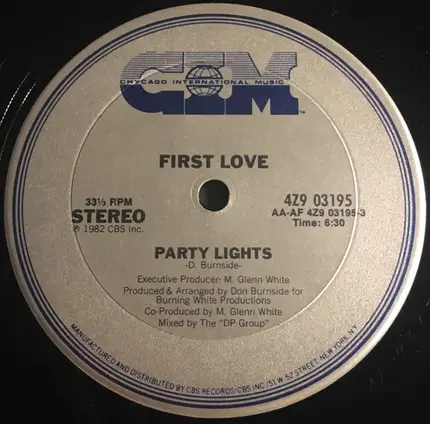 CIM
CHYCAGO INTERNATIONAL MUSIC
TM
FIRST LOVE
33⅓ RPM
STEREO
℗ 1982 CBS Inc.
4Z9 03195
AA-AF 4Z9 03195-3
Time: 6:30
PARTY LIGHTS
-D. Burnside-
Executive Producer: M. Glenn White
Produced & Arranged by Don Burnside for
Burning White Productions
Co-Produced by M. Glenn White
Mixed by The "DP Group"
MANUFACTURED AND DISTRIBUTED BY CBS RECORDS/CBS INC./51 W. 52 STREET, NEW YORK, N.Y.